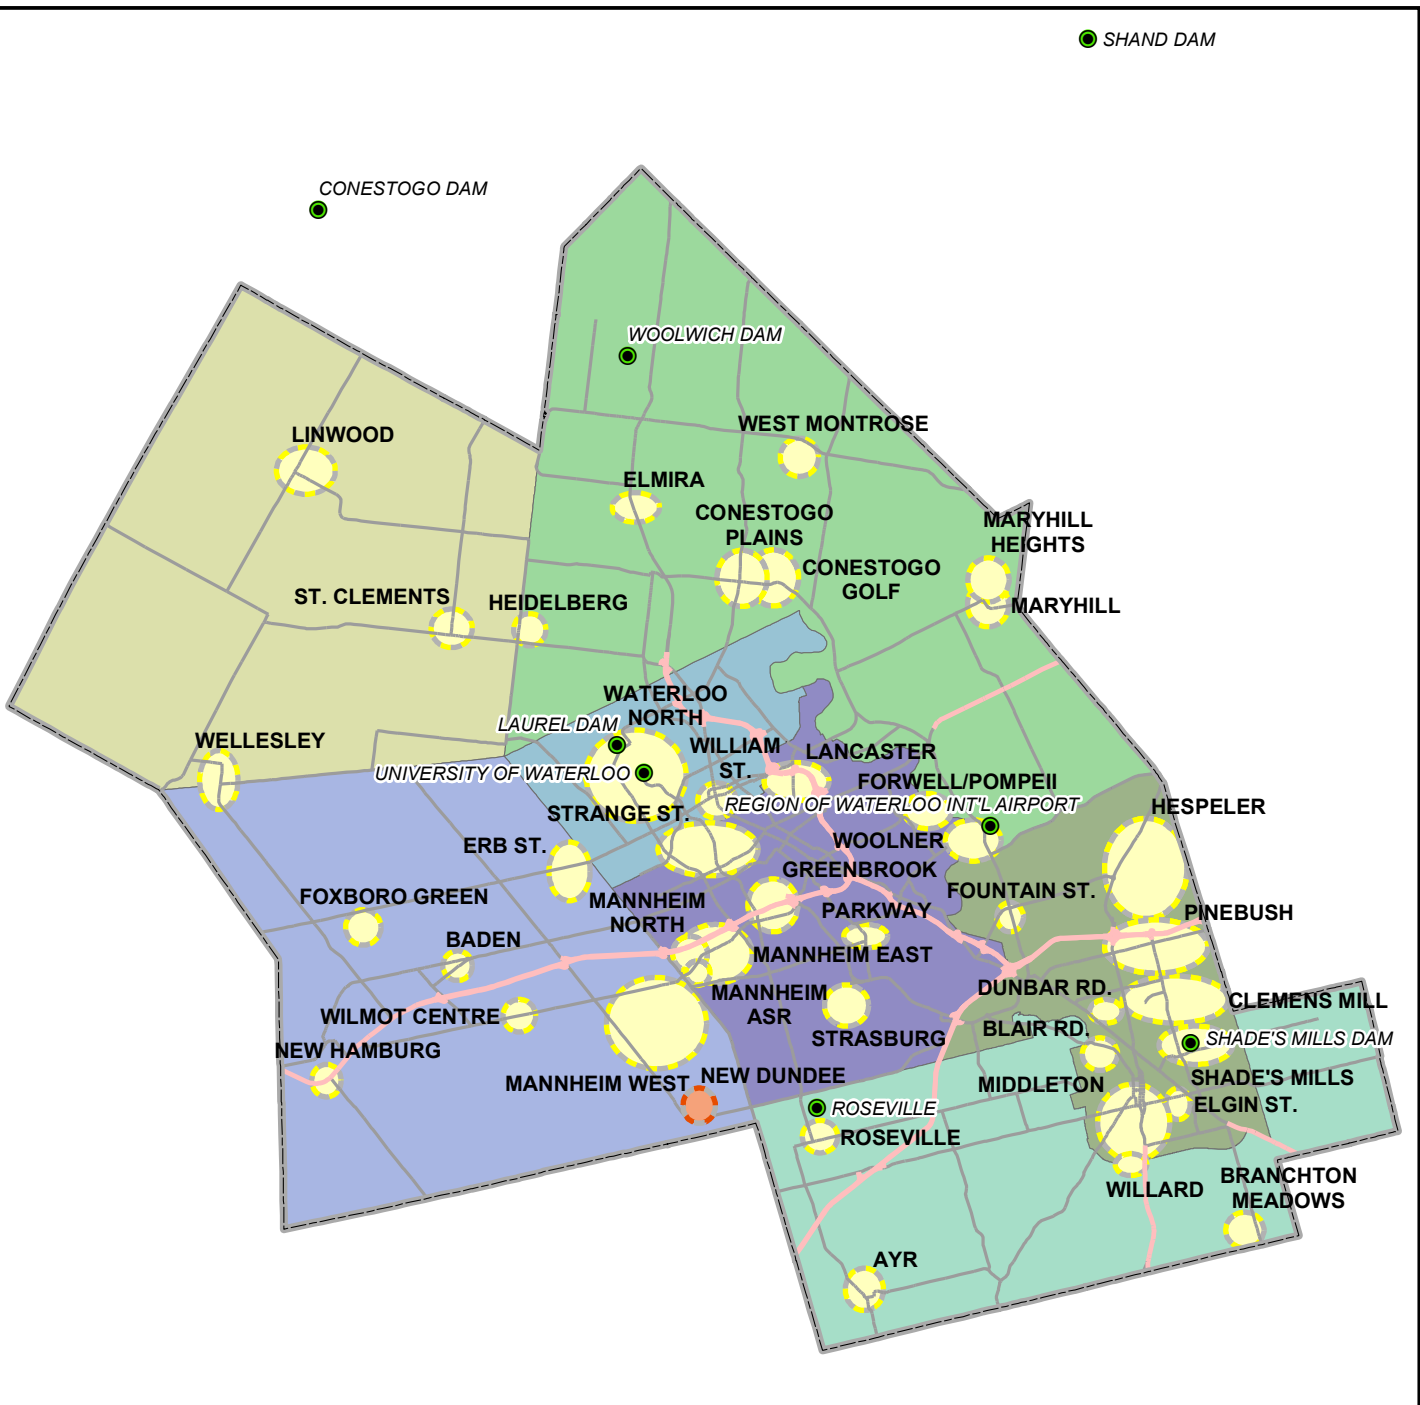 SHAND DAM
CONESTOGO DAM
WOOLWICH DAM
WEST MONTROSE
LINWOOD
ELMIRA
CONESTOGO
PLAINS
MARYHILL
HEIGHTS
CONESTOGO
GOLF
ST. CLEMENTS
HEIDELBERG
MARYHILL
WATERLOO
NORTH
LAUREL DAM
WELLESLEY
WILLIAM
ST.
LANCASTER
UNIVERSITY OF WATERLOO
FORWELL/POMPEII
REGION OF WATERLOO INT'L AIRPORT
HESPELER
STRANGE ST.
ERB ST.
WOOLNER
GREENBROOK
FOXBORO GREEN
MANNHEIM
NORTH
FOUNTAIN ST.
PARKWAY
PINEBUSH
BADEN
MANNHEIM EAST
DUNBAR RD.
MANNHEIM
ASR
CLEMENS MILL
WILMOT CENTRE
STRASBURG
BLAIR RD.
SHADE'S MILLS DAM
NEW HAMBURG
MANNHEIM WEST
NEW DUNDEE
MIDDLETON
SHADE'S MILLS
ELGIN ST.
ROSEVILLE
ROSEVILLE
WILLARD
BRANCHTON
MEADOWS
AYR